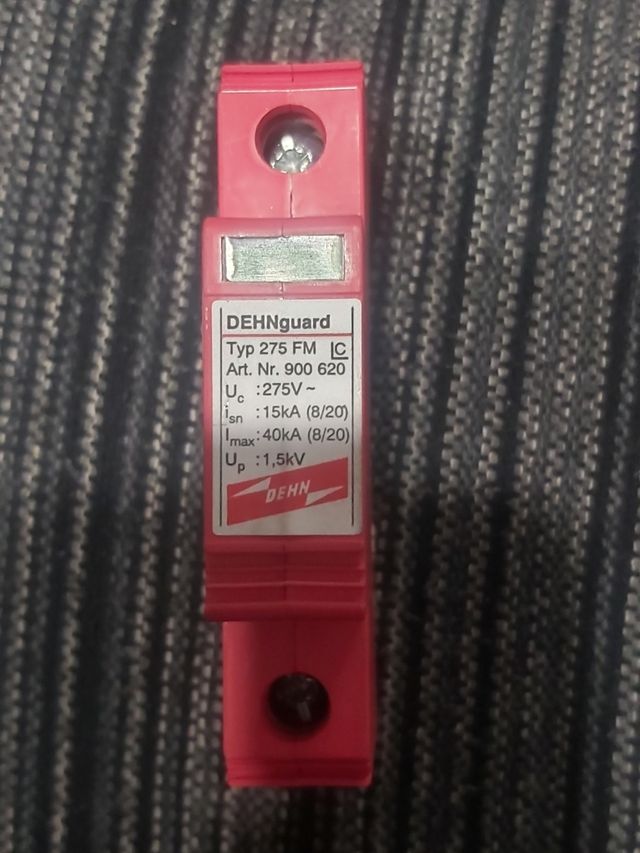 DEHNguard
Typ 275 FM C
Art. Nr. 900 620
Uc :275V~
isn :15kA (8/20)
Imax:40kA (8/20)
Up :1,5kV
DEHN